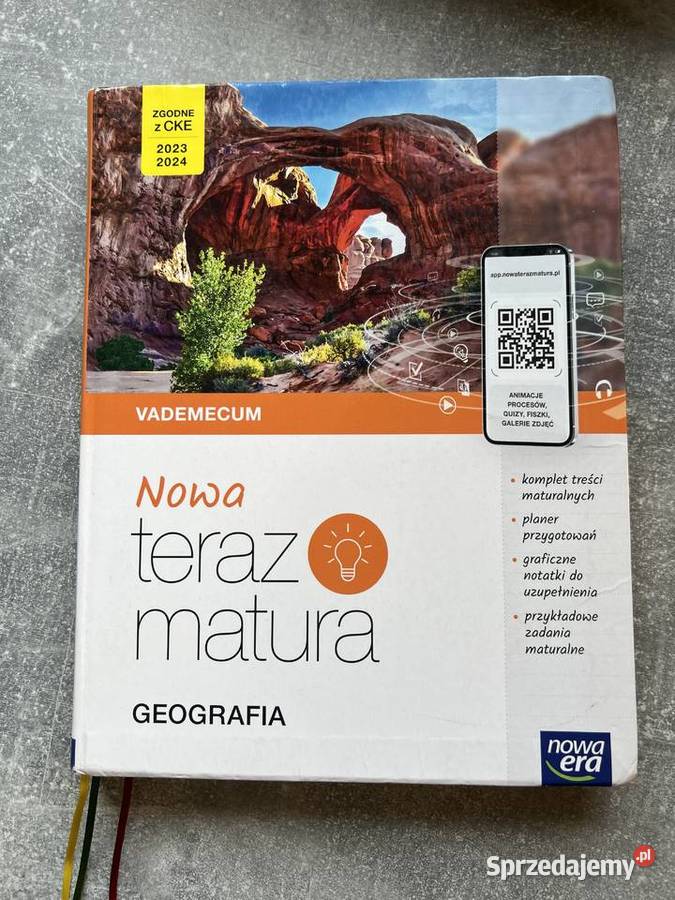 ZGODNE
z CKE
2023
2024
app.nowaterazmatura.pl
ANIMACJE
PROCESÓW,
QUIZY, FISZKI,
GALERIE ZDJĘĆ
VADEMECUM
Nowa
teraz
matura
GEOGRAFIA
• komplet treści
maturalnych
• planer
przygotowań
• graficzne
notatki do
uzupełnienia
• przykładowe
zadania
maturalne
nowa
era
Sprzedajemy.pl